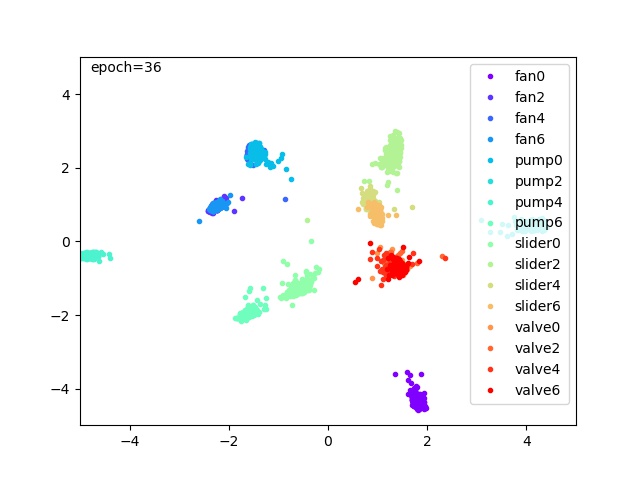 epoch=36
fan0
fan2
fan4
fan6
pump0
pump2
pump4
pump6
slider0
slider2
slider4
slider6
valve0
valve2
valve4
valve6
4
2
0
−2
−4
−4
−2
0
2
4